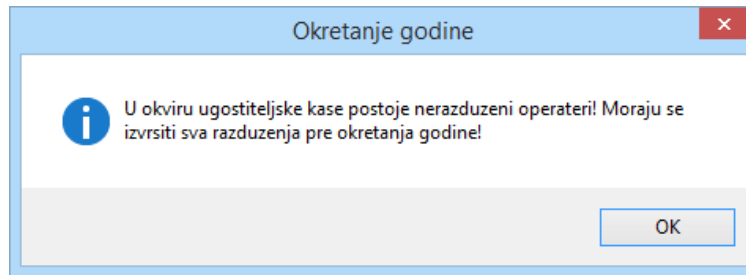 Okretanje godine
U okviru ugostiteljske kase postoje nerazduzeni operateri! Moraju se
izvrsiti sva razduzenja pre okretanja godine!
OK